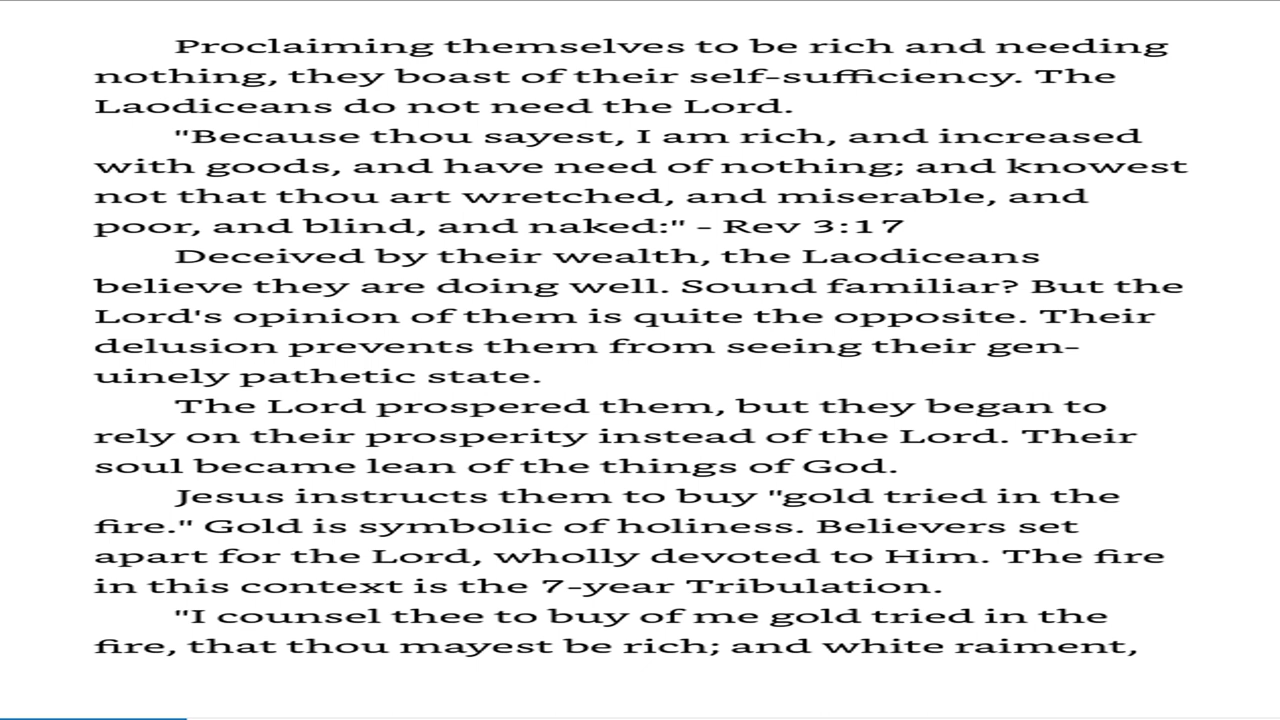 Proclaiming themselves to be rich and needing
nothing, they boast of their self-sufficiency. The
Laodiceans do not need the Lord.
"Because thou sayest, I am rich, and increased
with goods, and have need of nothing; and knowest
not that thou art wretched, and miserable, and
poor, and blind, and naked:" - Rev 3:17
Deceived by their wealth, the Laodiceans
believe they are doing well. Sound familiar? But the
Lord's opinion of them is quite the opposite. Their
delusion prevents them from seeing their gen-
uinely pathetic state.
The Lord prospered them, but they began to
rely on their prosperity instead of the Lord. Their
soul became lean of the things of God.
Jesus instructs them to buy "gold tried in the
fire." Gold is symbolic of holiness. Believers set
apart for the Lord, wholly devoted to Him. The fire
in this context is the 7-year Tribulation.
"I counsel thee to buy of me gold tried in the
fire, that thou mayest be rich; and white raiment,